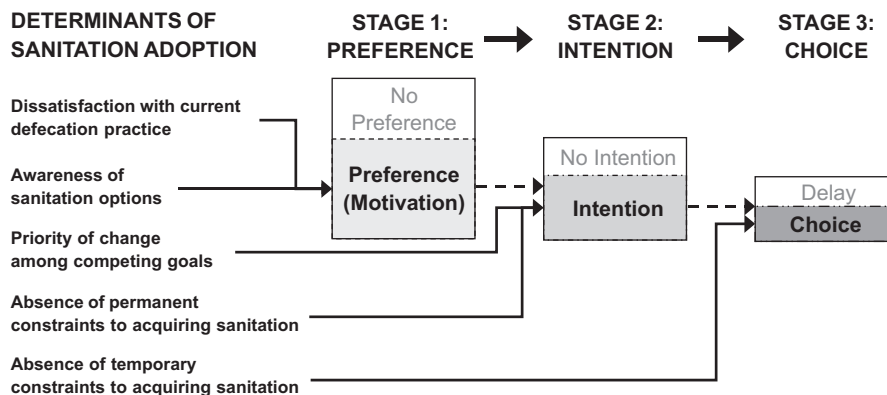 DETERMINANTS OF
SANITATION ADOPTION
STAGE 1:
PREFERENCE
STAGE 2:
INTENTION
STAGE 3:
CHOICE
Dissatisfaction with current
defecation practice
Awareness of
sanitation options
Priority of change
among competing goals
Absence of permanent
constraints to acquiring sanitation
Absence of temporary
constraints to acquiring sanitation
No
Preference
Preference
(Motivation)
No Intention
Intention
Delay
Choice